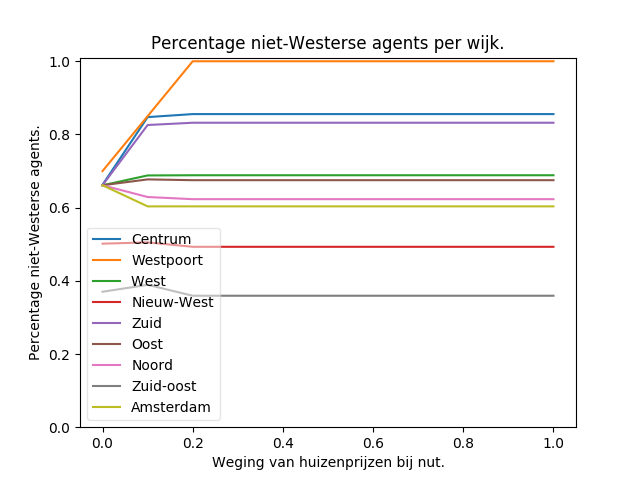 Percentage niet-Westerse agents per wijk.
Percentage niet-Westerse agents.
1.0
0.8
0.6
0.4
0.2
0.0
Centrum
Westpoort
West
Nieuw-West
Zuid
Oost
Noord
Zuid-oost
Amsterdam
0.0 0.2 0.4 0.6 0.8 1.0
Weging van huizenprijzen bij nut.